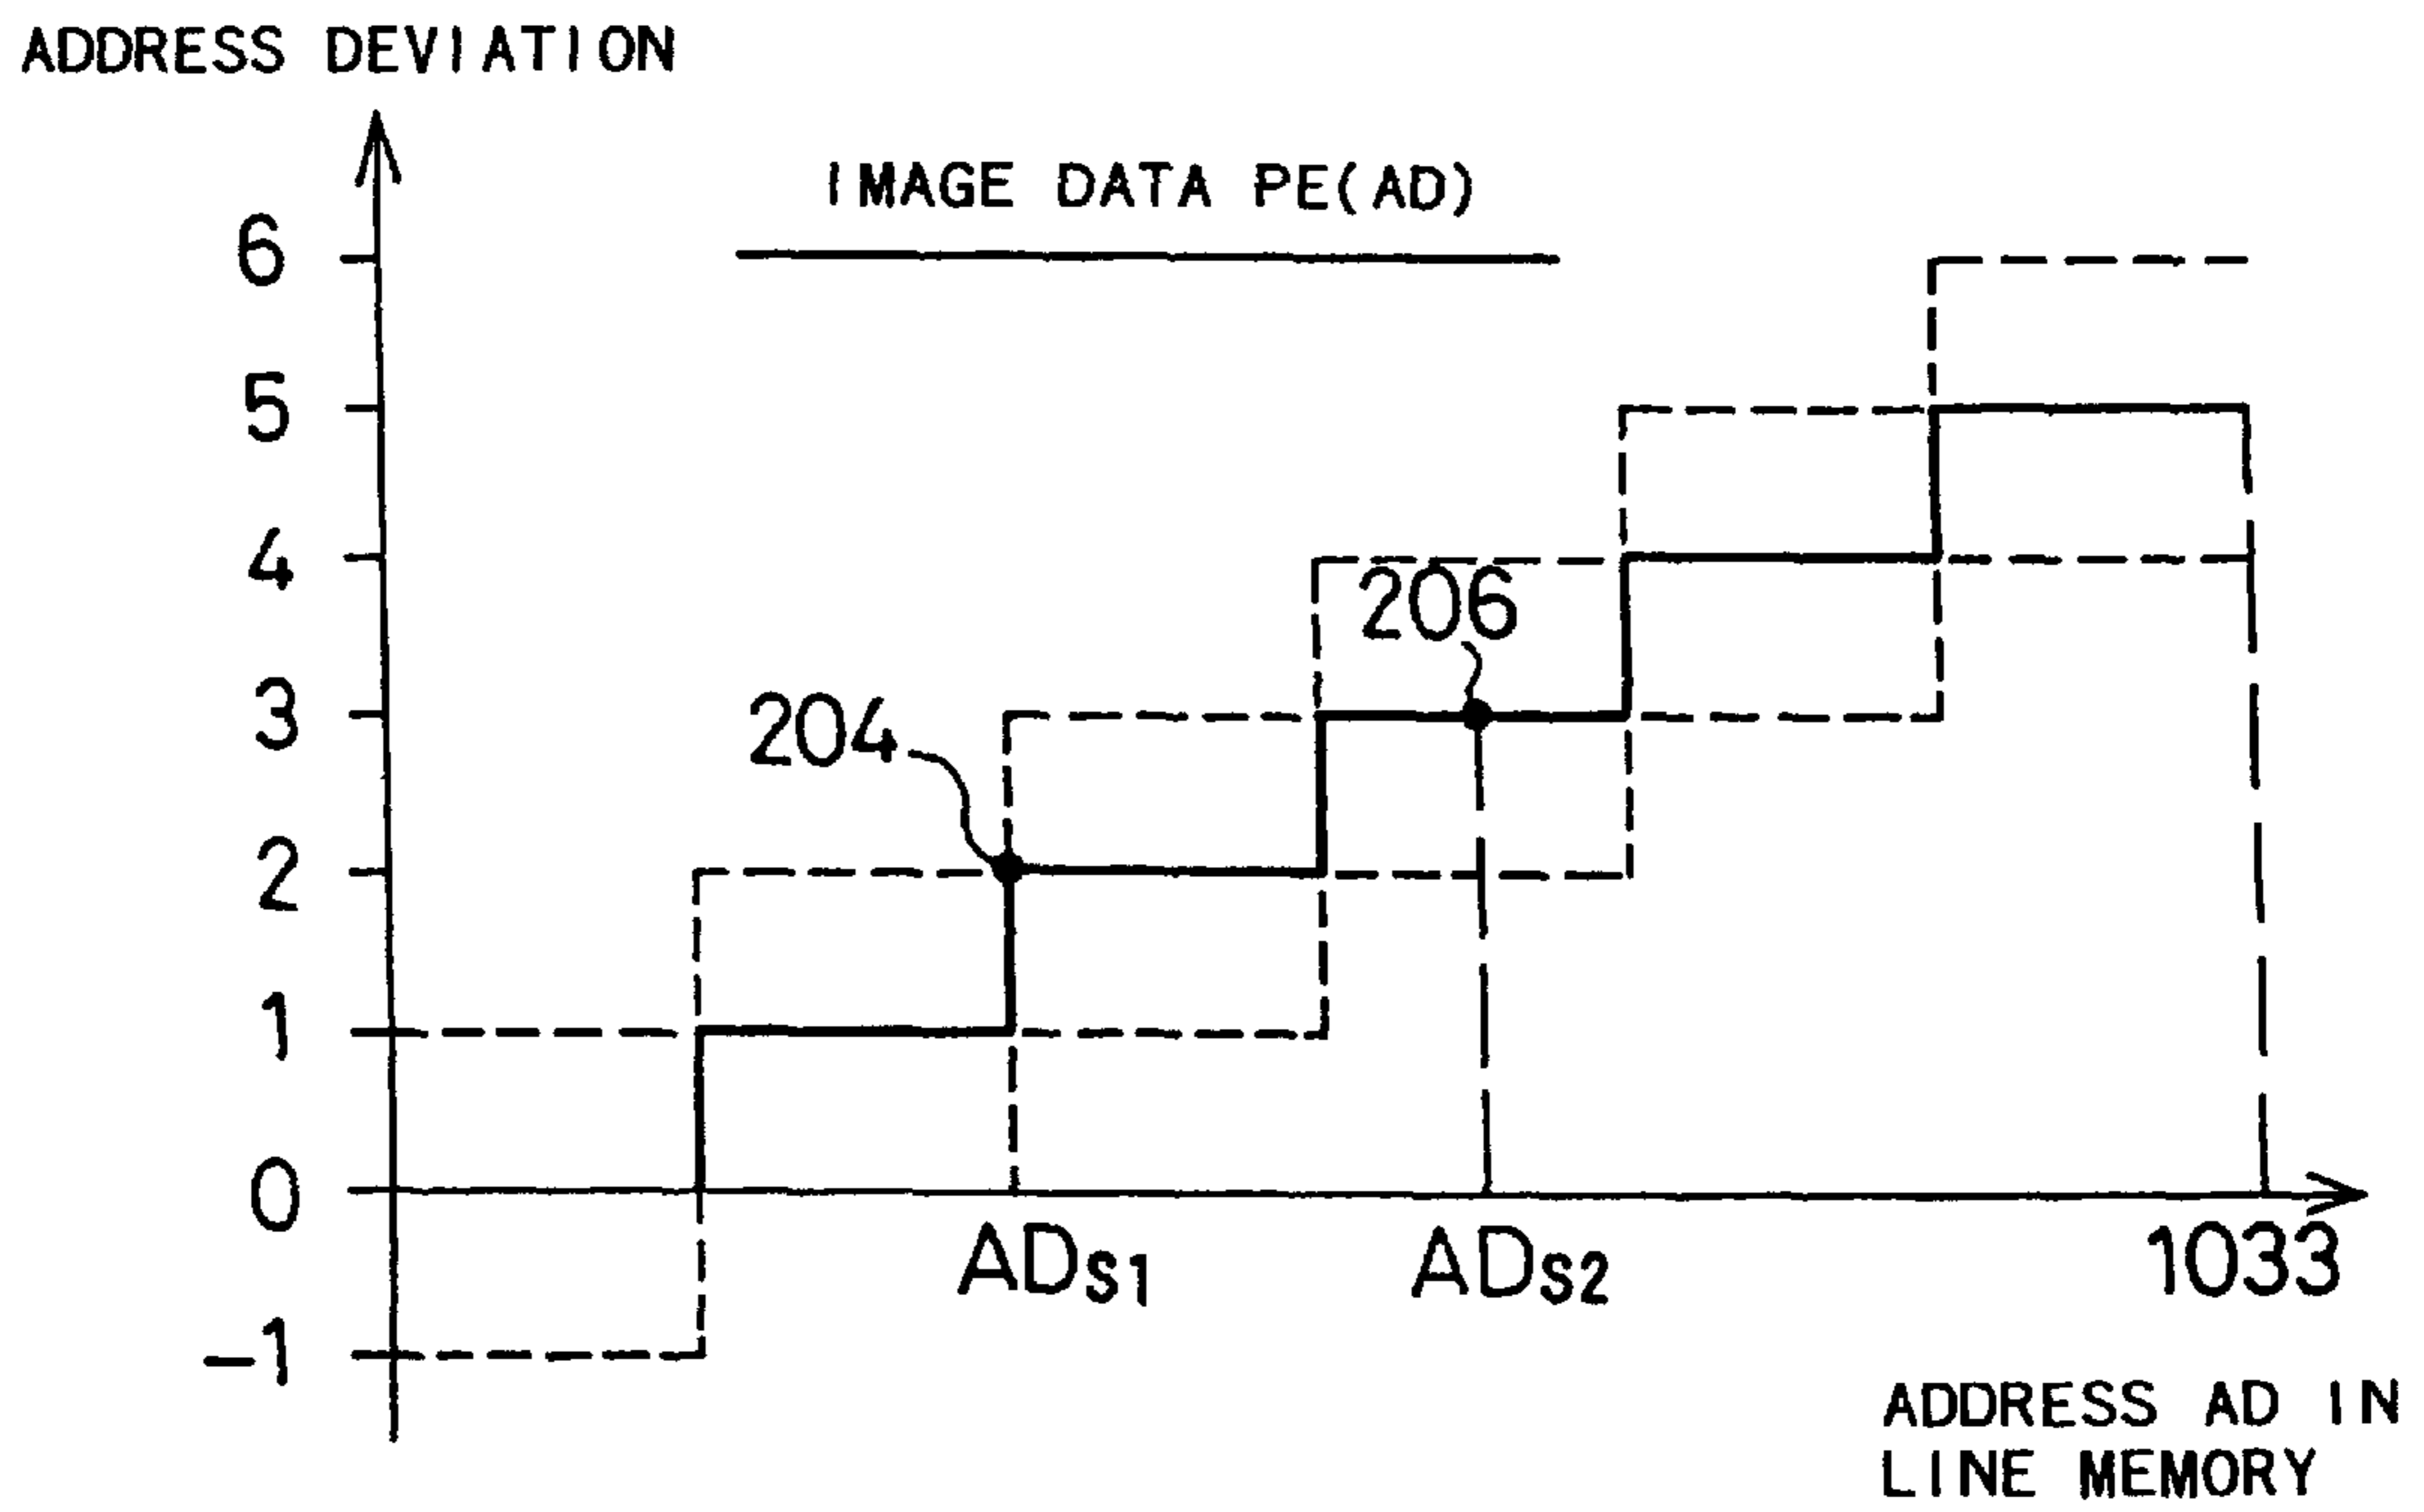 ADDRESS DEVIATION
IMAGE DATA PE(AD)
6
5
4
206
3
204
2
1
0
ADS1 ADS2 1033
-1
ADDRESS AD IN
LINE MEMORY